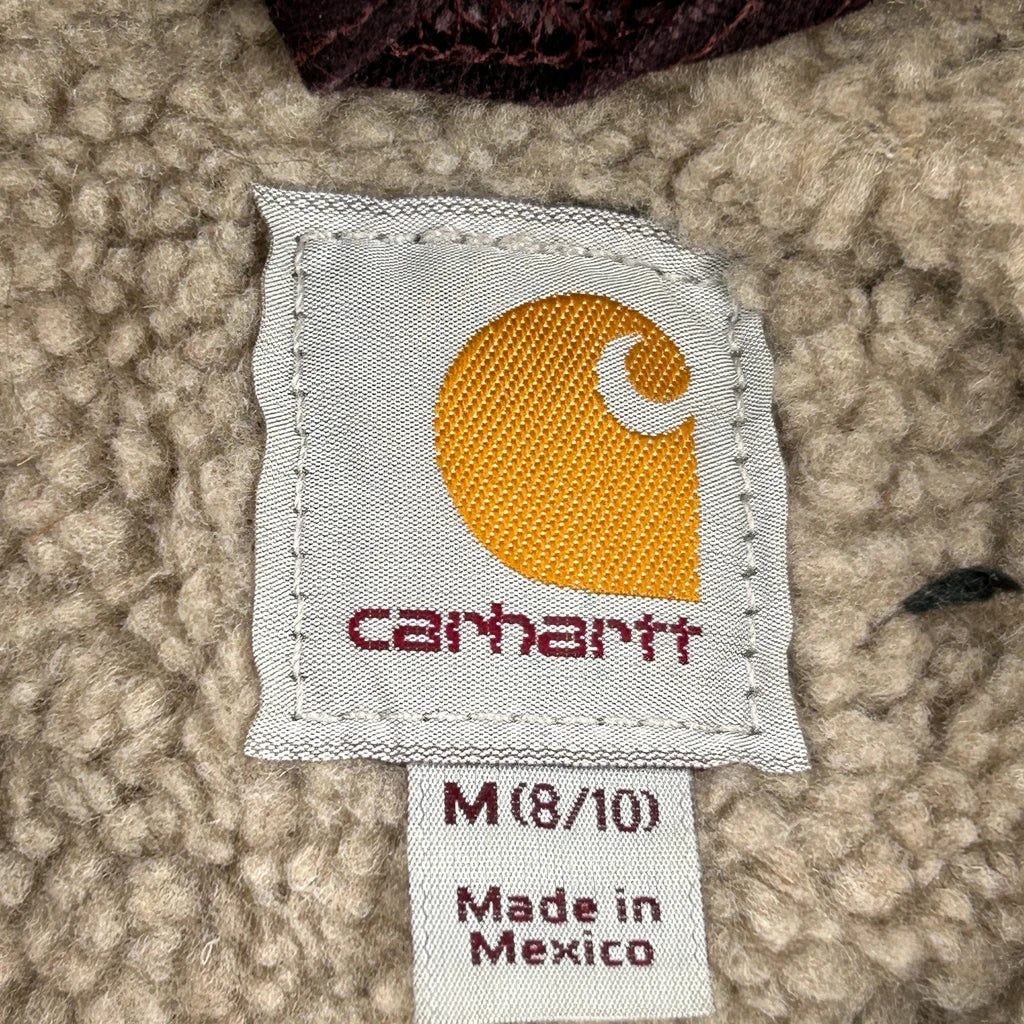 carhartt
M (8/10)
Made in
Mexico